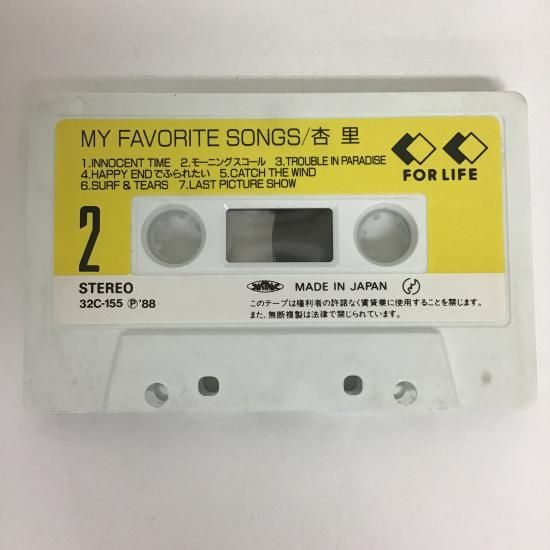 MY FAVORITE SONGS/杏里
1.INNOCENT TIME 2.モーニングスコール 3.TROUBLE IN PARADISE
4.HAPPY ENDでふられたい 5.CATCH THE WIND
6.SURF & TEARS 7.LAST PICTURE SHOW
FOR LIFE
2
STEREO
32C-155 Ⓟ'88
MADE IN JAPAN
このテープは権利者の許諾なく賃貸業に使用することを禁じます。
また、無断複製は法律で禁じられています。